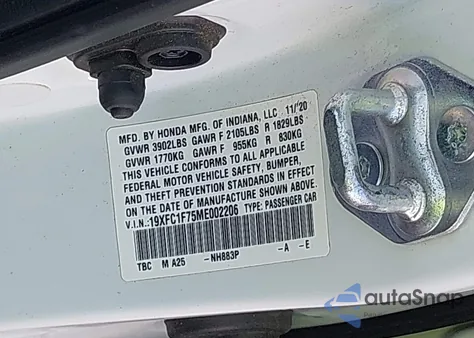 MFD. BY HONDA MFG. OF INDIANA, LLC 11/'20
GVWR 3902LBS GAWR F 2105LBS R 1829LBS
GVWR 1770KG GAWR F 955KG R 830KG
THIS VEHICLE CONFORMS TO ALL APPLICABLE
FEDERAL MOTOR VEHICLE SAFETY, BUMPER,
AND THEFT PREVENTION STANDARDS IN EFFECT
ON THE DATE OF MANUFACTURE SHOWN ABOVE.
V.I.N.:19XFC1F75ME002206 TYPE: PASSENGER CAR
TBC M A25 -NH883P -A -E
autoSnap